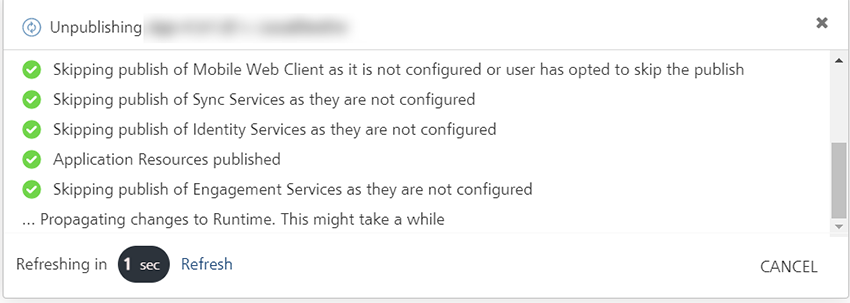 Unpublishing
Skipping publish of Mobile Web Client as it is not configured or user has opted to skip the publish
Skipping publish of Sync Services as they are not configured
Skipping publish of Identity Services as they are not configured
Application Resources published
Skipping publish of Engagement Services as they are not configured
... Propagating changes to Runtime. This might take a while
Refreshing in 1 sec Refresh
CANCEL